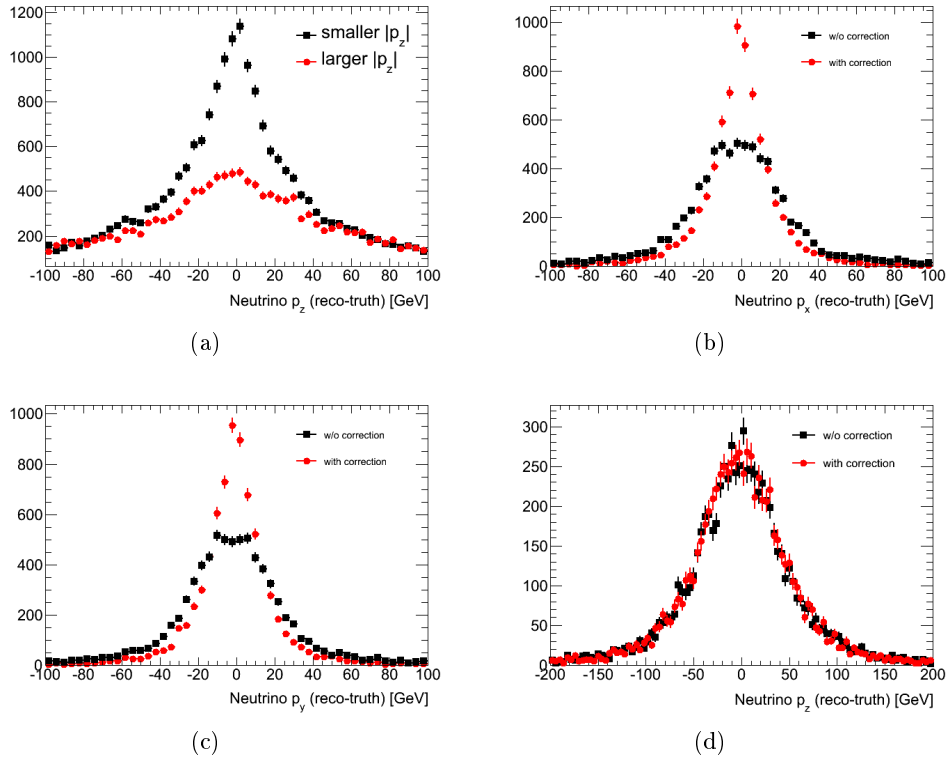 1200
1000
800
600
400
200
-100 -80 -60 -40 -20 0 20 40 60 80 100
smaller |p_z|
larger |p_z|
Neutrino p_z (reco-truth) [GeV]
(a)
1000
800
600
400
200
0
-100 -80 -60 -40 -20 0 20 40 60 80 100
w/o correction
with correction
Neutrino p_x (reco-truth) [GeV]
(b)
1000
800
600
400
200
0
-100 -80 -60 -40 -20 0 20 40 60 80 100
w/o correction
with correction
Neutrino p_y (reco-truth) [GeV]
(c)
300
250
200
150
100
50
0
-200 -150 -100 -50 0 50 100 150 200
w/o correction
with correction
Neutrino p_z (reco-truth) [GeV]
(d)